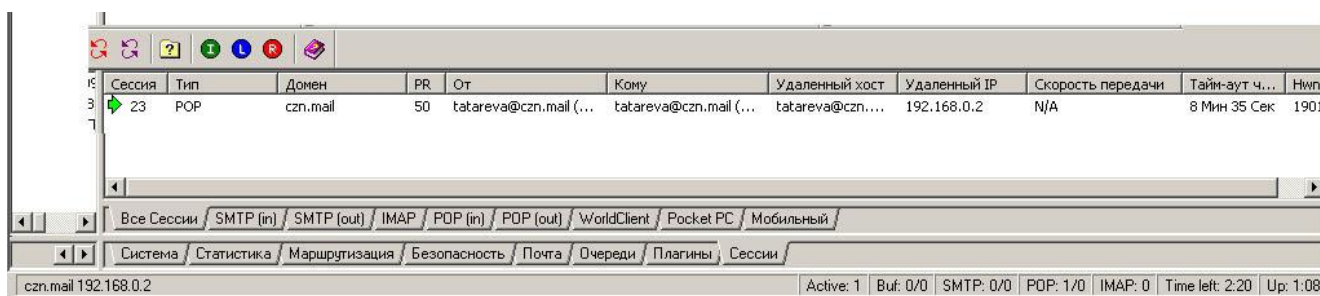 I L R
Сессия Тип Домен PR От Кому Удаленный хост Удаленный IP Скорость передачи Тайм-аут ч... Hwn
23 POP czn.mail 50 tatareva@czn.mail (... tatareva@czn.mail (... tatareva@czn.... 192.168.0.2 N/A 8 Мин 35 Сек 1901
Все Сессии SMTP (in) SMTP (out) IMAP POP (in) POP (out) WorldClient Pocket PC Мобильный
Система Статистика Маршрутизация Безопасность Почта Очереди Плагины Сессии
czn.mail 192.168.0.2 Active: 1 Buf: 0/0 SMTP: 0/0 POP: 1/0 IMAP: 0 Time left: 2:20 Up: 1:08